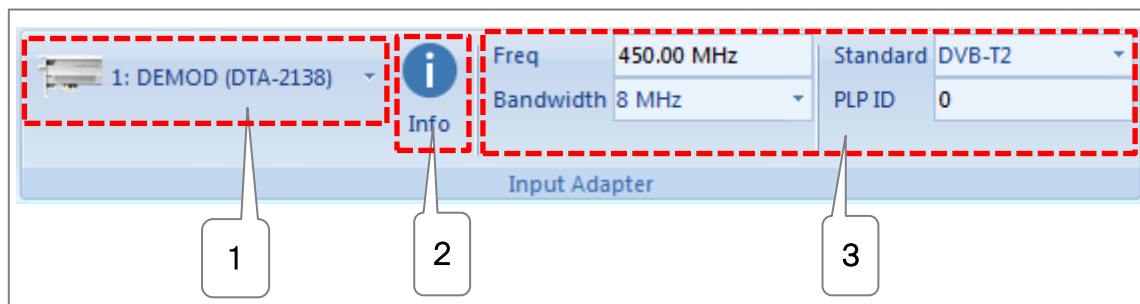 1: DEMOD (DTA-2138)
Info
Freq 450.00 MHz
Bandwidth 8 MHz
Standard DVB-T2
PLP ID 0
Input Adapter
1
2
3